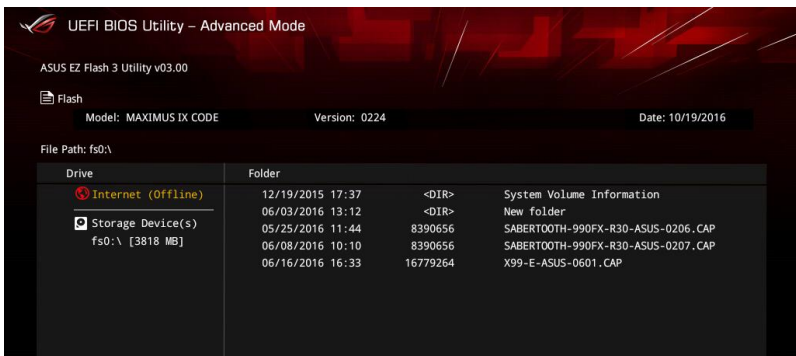 UEFI BIOS Utility – Advanced Mode
ASUS EZ Flash 3 Utility v03.00
Flash
Model: MAXIMUS IX CODE Version: 0224 Date: 10/19/2016
File Path: fs0:\
Drive Folder
Internet (Offline) 12/19/2015 17:37 <DIR> System Volume Information
06/03/2016 13:12 <DIR> New folder
Storage Device(s) 05/25/2016 11:44 8390656 SABERTOOTH-990FX-R30-ASUS-0206.CAP
fs0:\ [3818 MB] 06/08/2016 10:10 8390656 SABERTOOTH-990FX-R30-ASUS-0207.CAP
06/16/2016 16:33 16779264 X99-E-ASUS-0601.CAP